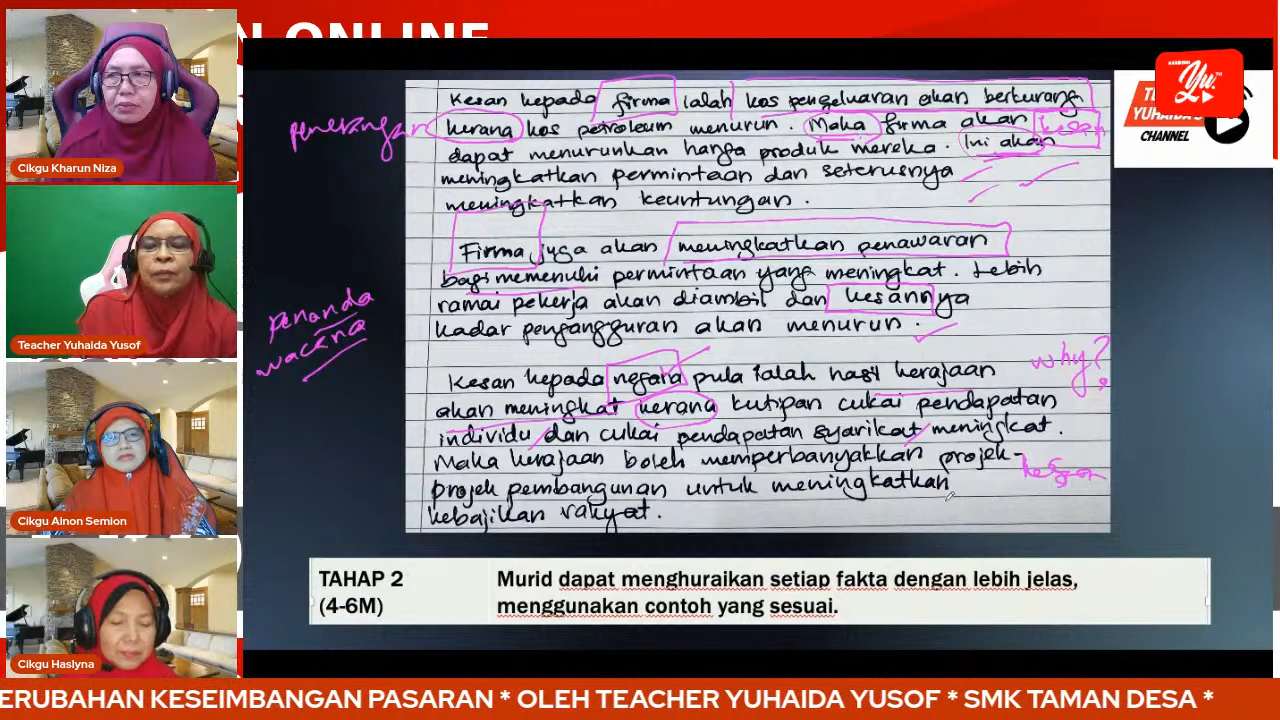 N ONLINE
Cikgu Kharun Niza
Teacher Yuhaida Yusof
Cikgu Ainon Semion
Cikgu Haslyna
YUHAIDA
CHANNEL
Yu
penerangan
Kesan kepada firma ialah kos pengeluaran akan berkurang
kerana kos petroleum menurun. Maka firma akan
kesan
dapat menurunkan harga produk mereka. Ini akan
meningkatkan permintaan dan seterusnya
meningkatkan keuntungan.
Firma juga akan meningkatkan penawaran
bagi memenuhi permintaan yang meningkat. Lebih
ramai pekerja akan diambil dan kesannya
kadar pengangguran akan menurun.
penanda
wacana
Kesan kepada negara pula ialah hasil kerajaan
why?
akan meningkat kerana kutipan cukai pendapatan
individu dan cukai pendapatan syarikat meningkat.
Maka kerajaan boleh memperbanyakkan projek-
kesan
projek pembangunan untuk meningkatkan
kebajikan rakyat.
TAHAP 2
(4-6M)
Murid dapat menghuraikan setiap fakta dengan lebih jelas,
menggunakan contoh yang sesuai.
ERUBAHAN KESEIMBANGAN PASARAN * OLEH TEACHER YUHAIDA YUSOF * SMK TAMAN DESA *